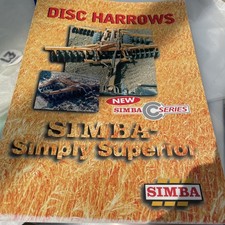 DISC HARROWS
NEW
SIMBA C SERIES
SIMBA-
Simply Superior
SIMBA